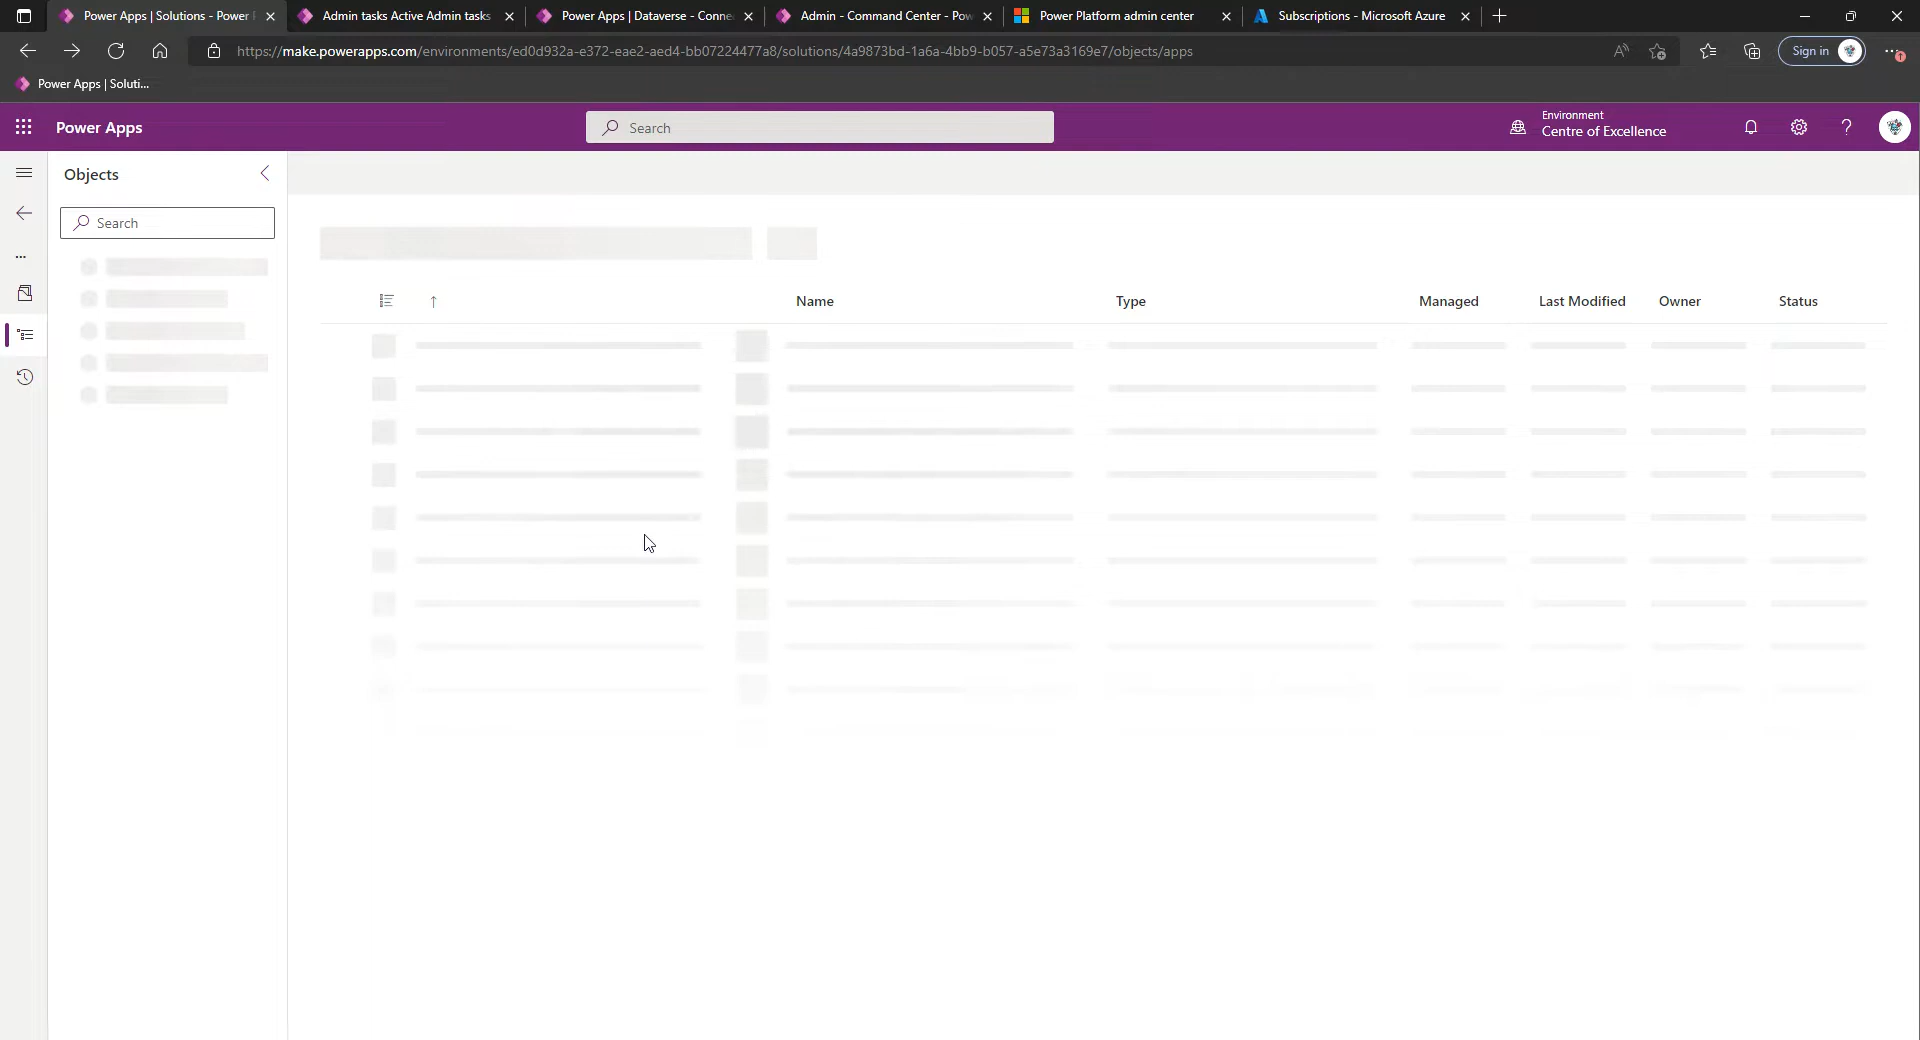 Power Apps | Solutions - Power
Admin tasks Active Admin tasks
Power Apps | Dataverse - Conne
Admin - Command Center - Pow
Power Platform admin center
Subscriptions - Microsoft Azure
https://make.powerapps.com/environments/ed0d932a-e372-eae2-aed4-bb07224477a8/solutions/4a9873bd-1a6a-4bb9-b057-a5e73a3169e7/objects/apps
Sign in
Power Apps | Soluti...
Power Apps
Search
Environment
Centre of Excellence
Objects
Search
Name
Type
Managed
Last Modified
Owner
Status